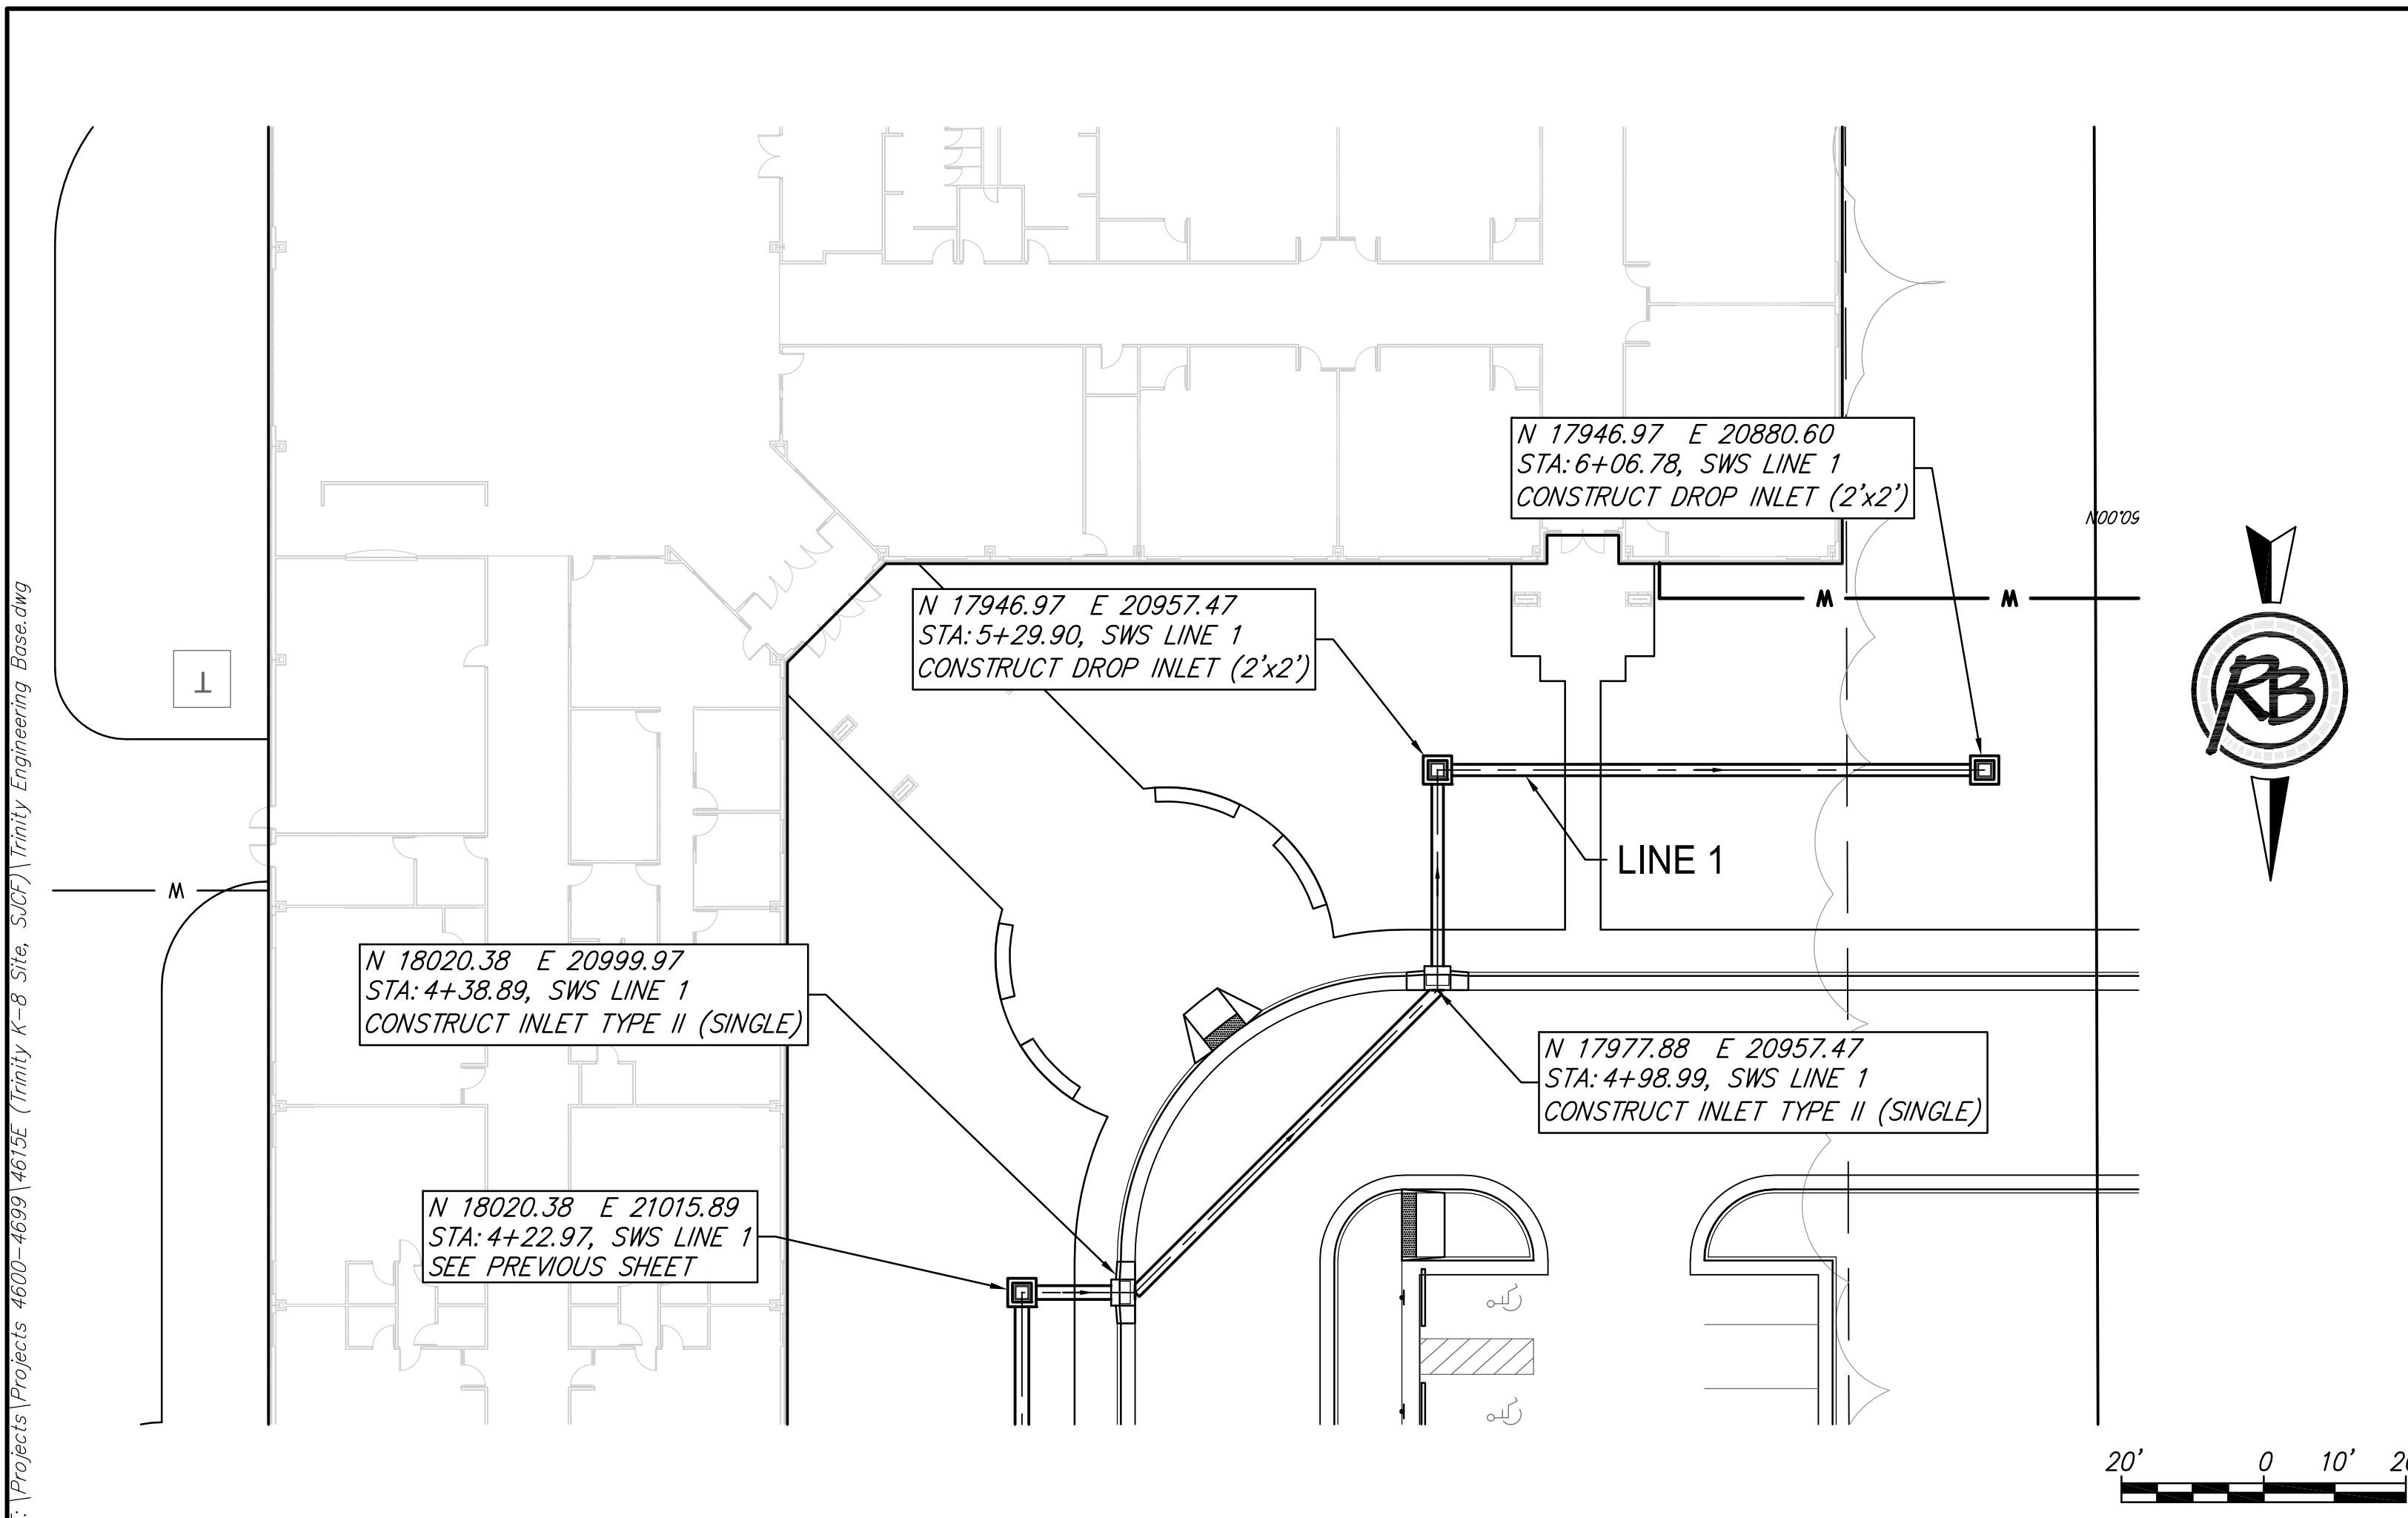 N 17946.97 E 20880.60
STA: 6+06.78, SWS LINE 1
CONSTRUCT DROP INLET (2'x2')
N00°09
N 17946.97 E 20957.47
STA: 5+29.90, SWS LINE 1
CONSTRUCT DROP INLET (2'x2')
W W
T
RB
LINE 1
W
N 18020.38 E 20999.97
STA: 4+38.89, SWS LINE 1
CONSTRUCT INLET TYPE II (SINGLE)
N 17977.88 E 20957.47
STA: 4+98.99, SWS LINE 1
CONSTRUCT INLET TYPE II (SINGLE)
N 18020.38 E 21015.89
STA: 4+22.97, SWS LINE 1
SEE PREVIOUS SHEET
20' 0 10'
\Projects\Projects 4600-4699\4615E (Trinity K-8 Site, SJCF)\Trinity Engineering Base.dwg